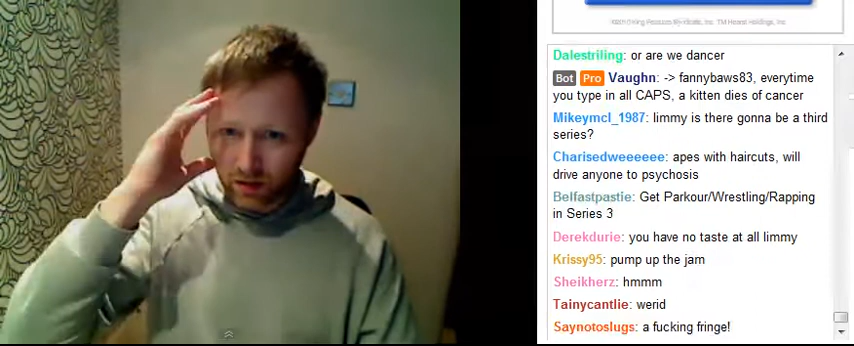 Dalestriling: or are we dancer
Bot Pro Vaughn: -> fannybaws83, everytime
you type in all CAPS, a kitten dies of cancer
Mikeymcl_1987: limmy is there gonna be a third
series?
Charisedweeeeee: apes with haircuts, will
drive anyone to psychosis
Belfastpastie: Get Parkour/Wrestling/Rapping
in Series 3
Derekdurie: you have no taste at all limmy
Krissy95: pump up the jam
Sheikherz: hmmm
Tainycantlie: werid
Saynotoslugs: a fucking fringe!